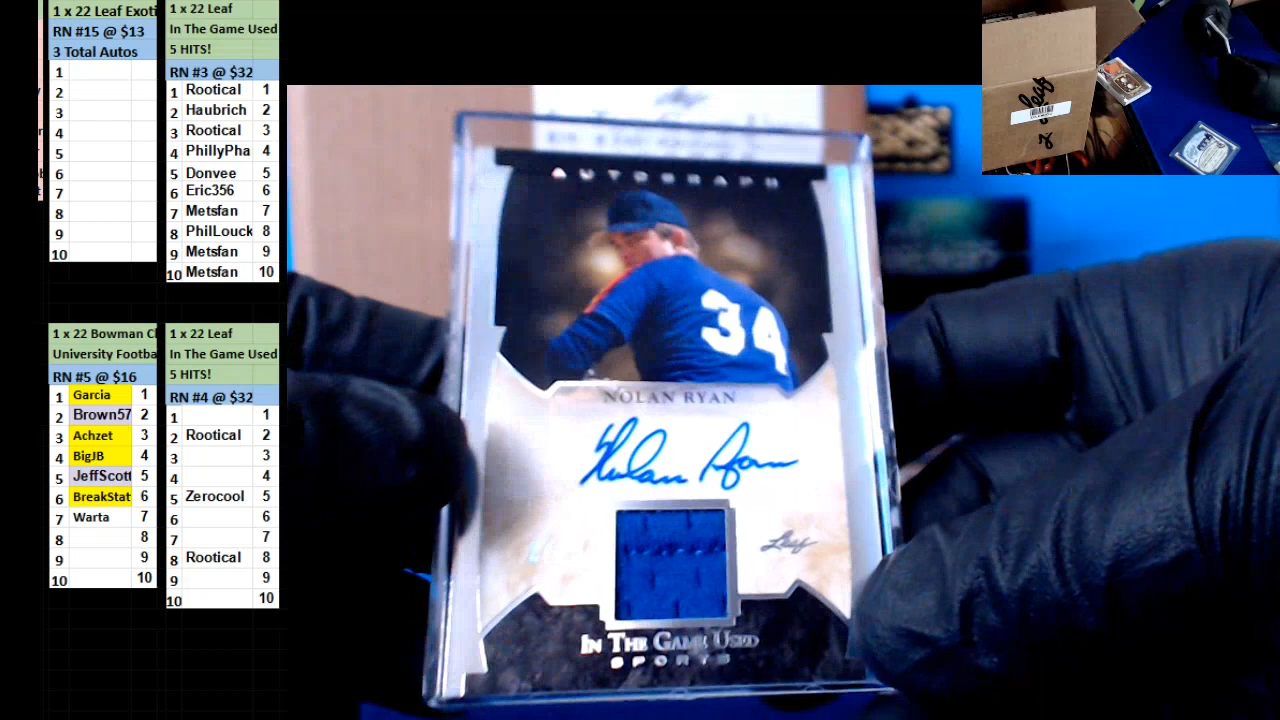 1 x 22 Leaf Exoti
RN #15 @ $13
3 Total Autos
1
2
3
4
5
6
7
8
9
10
1 x 22 Leaf
In The Game Used
5 HITS!
RN #3 @ $32
1 Rootical 1
2 Haubrich 2
3 Rootical 3
4 PhillyPha 4
5 Donvee 5
6 Eric356 6
7 Metsfan 7
8 PhilLouck 8
9 Metsfan 9
10 Metsfan 10
1 x 22 Bowman C
University Footba
RN #5 @ $16
1 Garcia 1
2 Brown57 2
3 Achzet 3
4 BigJB 4
5 JeffScott 5
6 BreakStat 6
7 Warta 7
8 8
9 9
10 10
1 x 22 Leaf
In The Game Used
5 HITS!
RN #4 @ $32
1 1
2 Rootical 2
3 3
4 4
5 Zerocool 5
6 6
7 7
8 Rootical 8
9 9
10 10
AUTOGRAPH
34
NOLAN RYAN
Nolan Ryan
Leaf
IN THE GAME USED
SPORTS